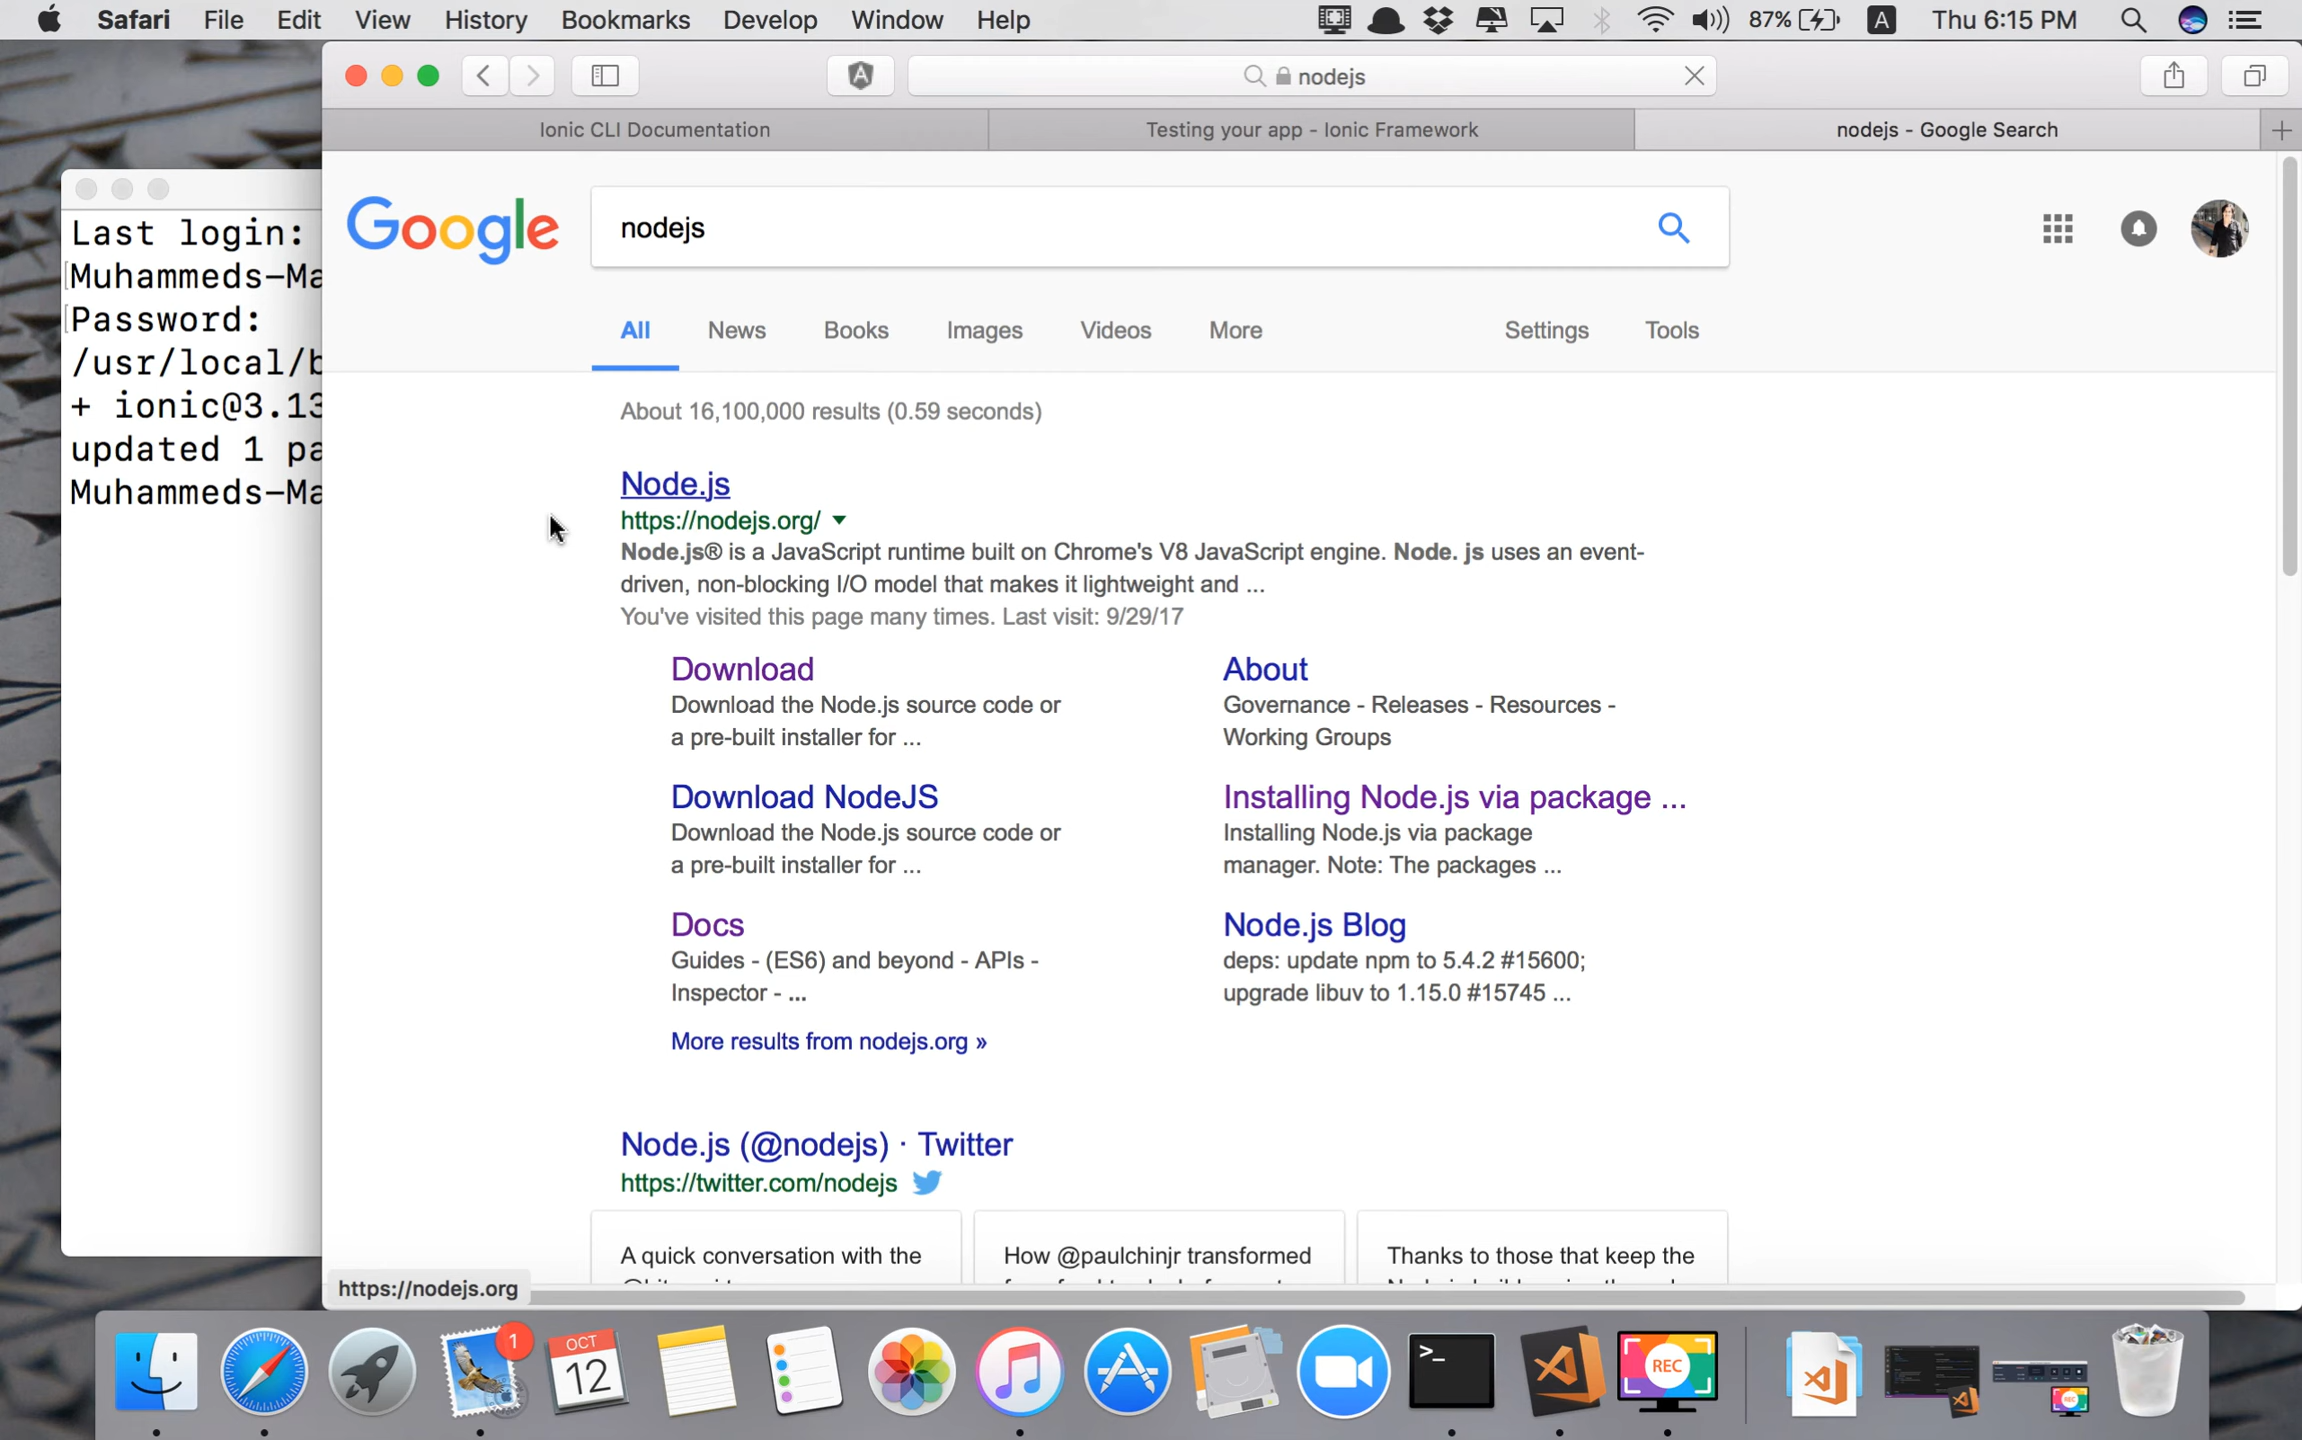 Safari File Edit View History Bookmarks Develop Window Help 87% A Thu 6:15 PM
nodejs
Ionic CLI Documentation Testing your app - Ionic Framework nodejs - Google Search
Last login:
Muhammeds-Ma
Password:
/usr/local/b
+ ionic@3.13
updated 1 pa
Muhammeds-Ma
Google nodejs
All News Books Images Videos More Settings Tools
About 16,100,000 results (0.59 seconds)
Node.js
https://nodejs.org/
Node.js® is a JavaScript runtime built on Chrome's V8 JavaScript engine. Node. js uses an event-
driven, non-blocking I/O model that makes it lightweight and ...
You've visited this page many times. Last visit: 9/29/17
Download
Download the Node.js source code or
a pre-built installer for ...
About
Governance - Releases - Resources -
Working Groups
Download NodeJS
Download the Node.js source code or
a pre-built installer for ...
Installing Node.js via package ...
Installing Node.js via package
manager. Note: The packages ...
Docs
Guides - (ES6) and beyond - APIs -
Inspector - ...
Node.js Blog
deps: update npm to 5.4.2 #15600;
upgrade libuv to 1.15.0 #15745 ...
More results from nodejs.org »
Node.js (@nodejs) · Twitter
https://twitter.com/nodejs
A quick conversation with the
How @paulchinjr transformed
Thanks to those that keep the
https://nodejs.org
1
OCT
12
>_
REC
REC